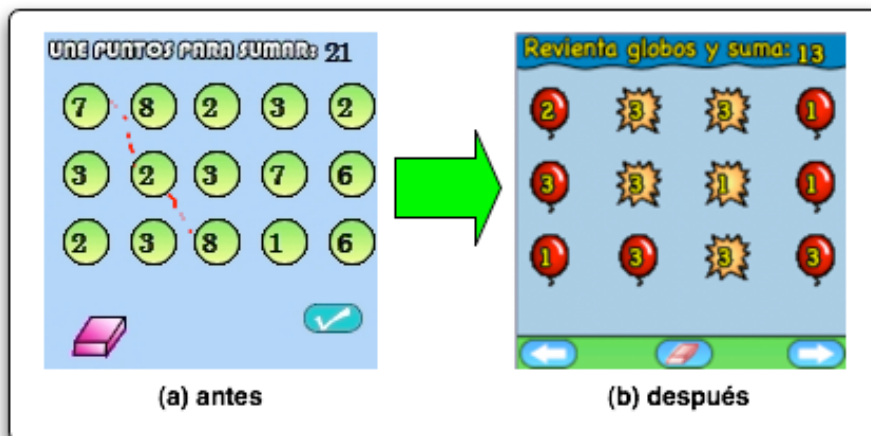 UNE PUNTOS PARA SUMAR: 21
7 8 2 3 2
3 2 3 7 6
2 3 8 1 6
(a) antes
Revienta globos y suma: 13
2 3 3 1
3 3 1 1
1 3 3 3
(b) después